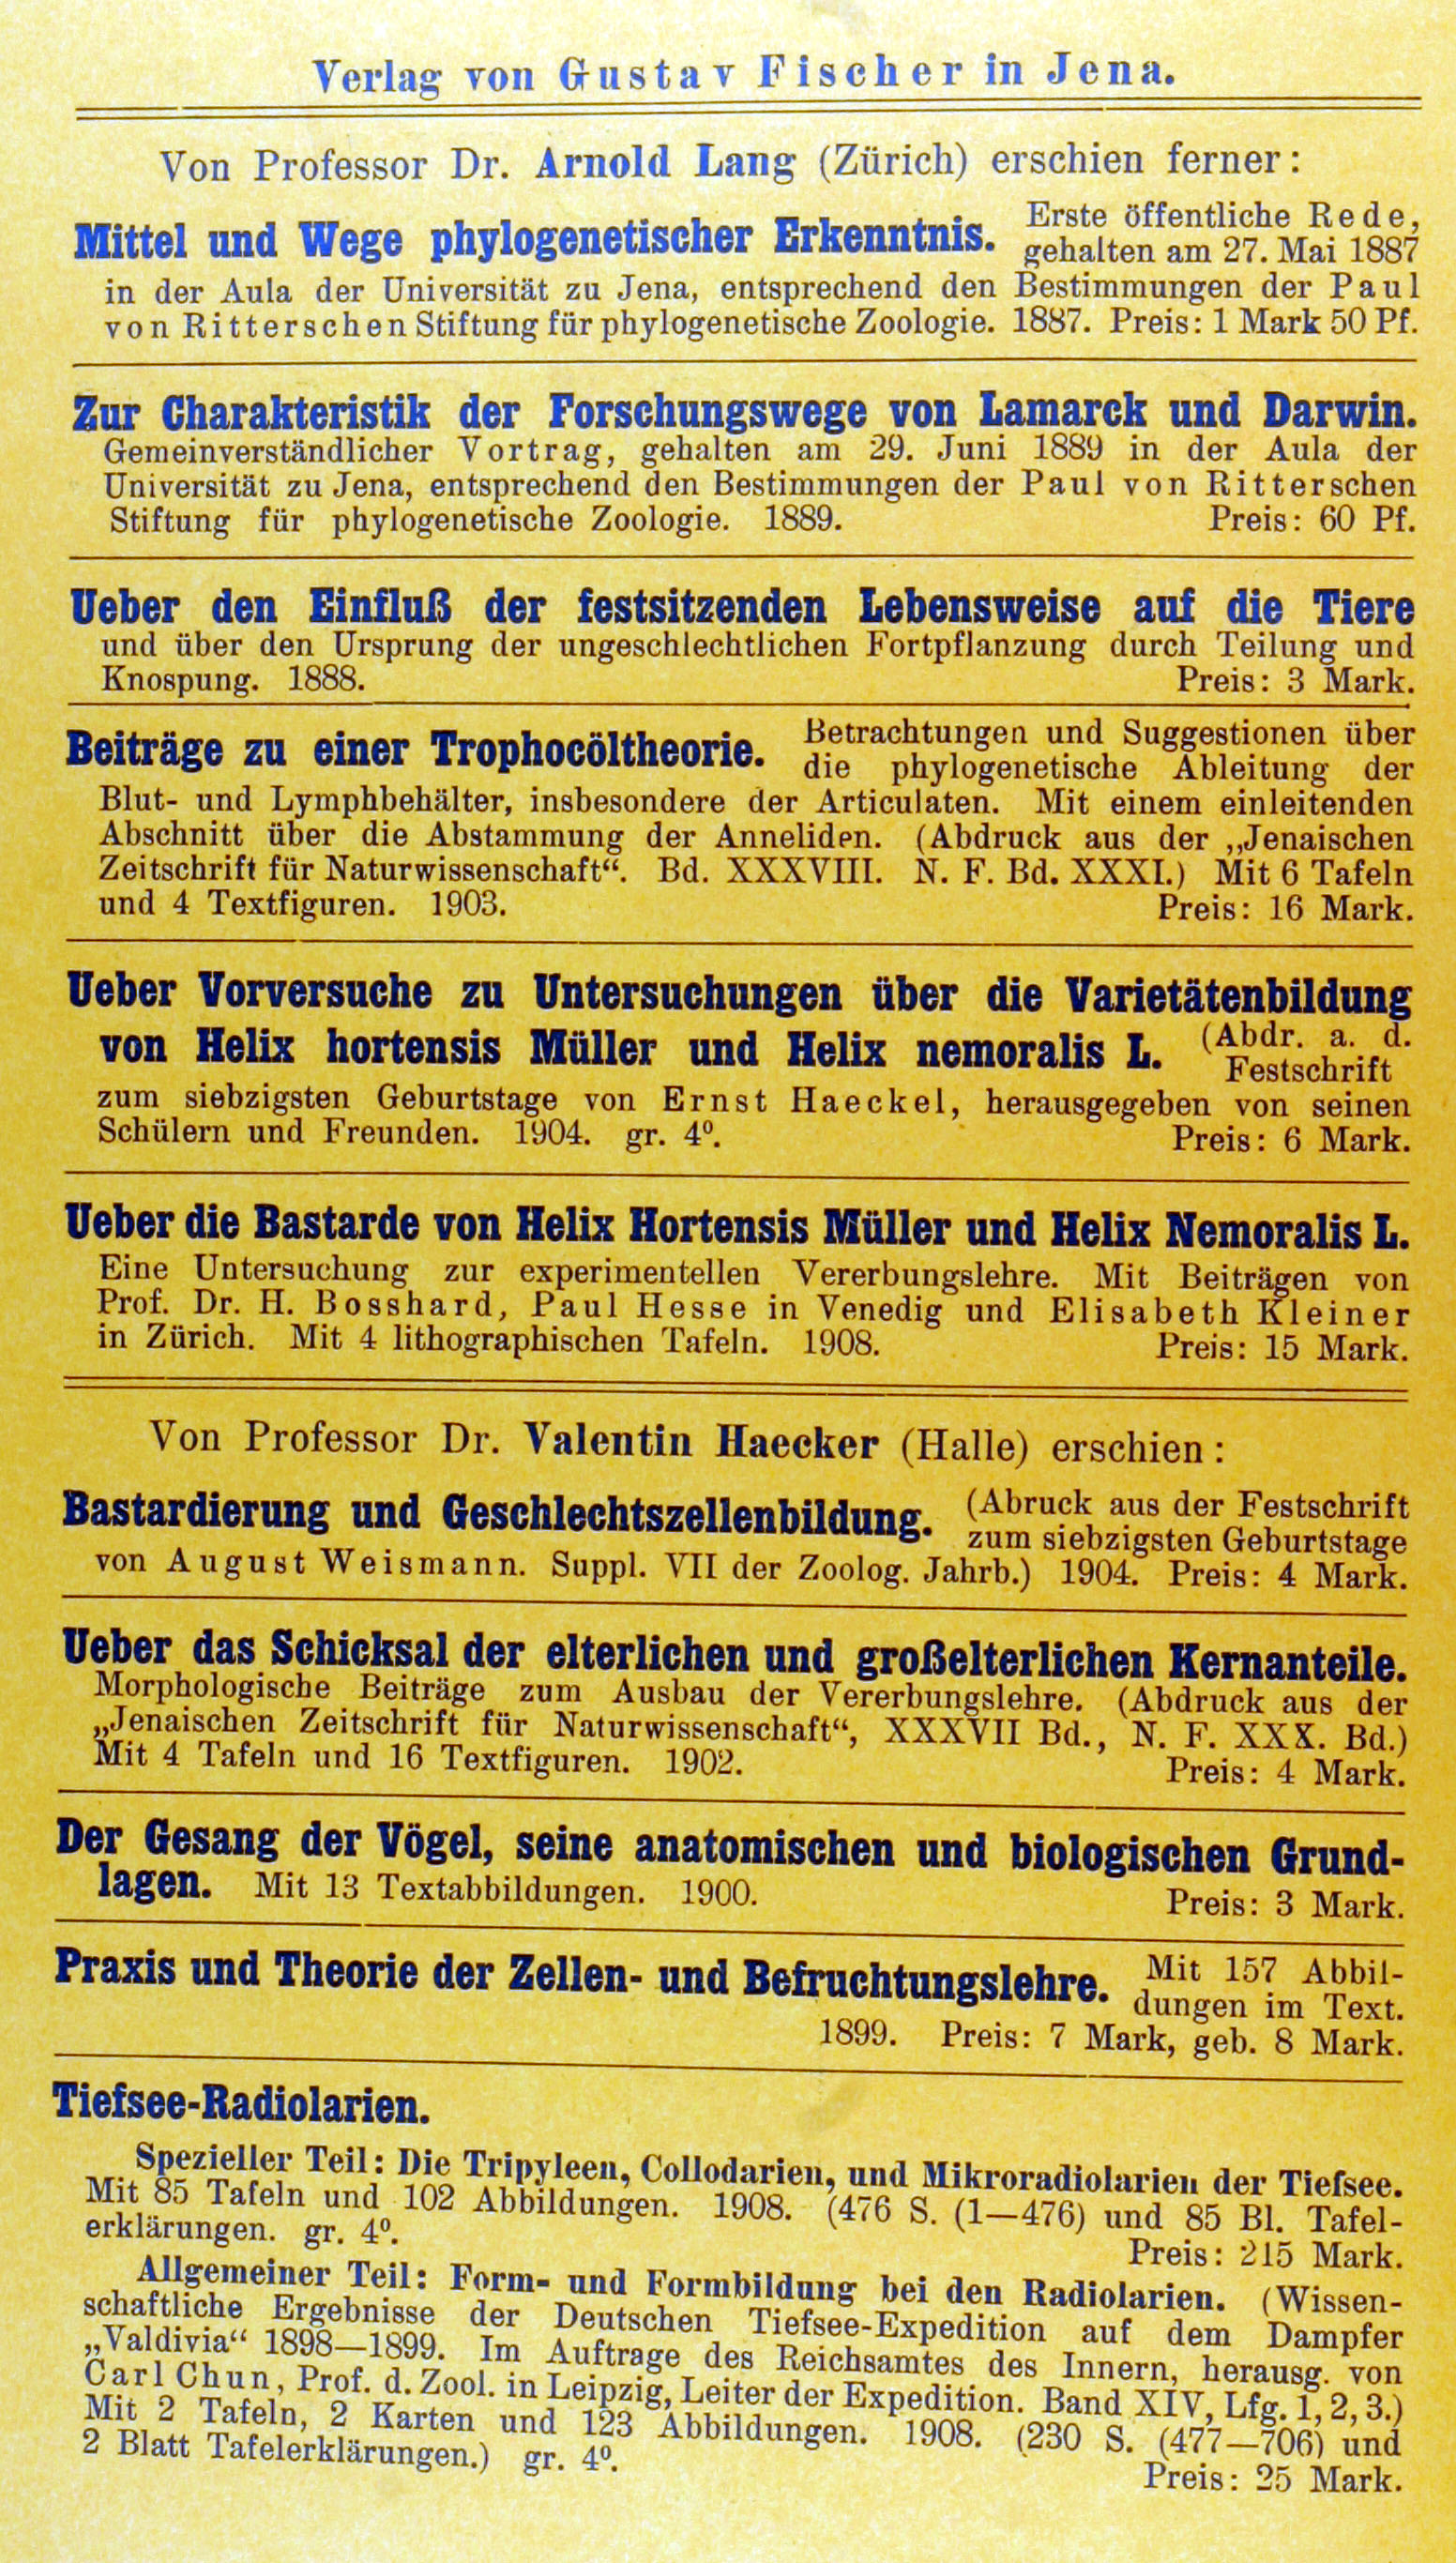 Verlag von Gustav Fischer in Jena.
Von Professor Dr. Arnold Lang (Zürich) erschien ferner:
Mittel und Wege phylogenetischer Erkenntnis. Erste öffentliche Rede,
gehalten am 27. Mai 1887
in der Aula der Universität zu Jena, entsprechend den Bestimmungen der Paul
von Ritterschen Stiftung für phylogenetische Zoologie. 1887. Preis: 1 Mark 50 Pf.
Zur Charakteristik der Forschungswege von Lamarck und Darwin.
Gemeinverständlicher Vortrag, gehalten am 29. Juni 1889 in der Aula der
Universität zu Jena, entsprechend den Bestimmungen der Paul von Ritterschen
Stiftung für phylogenetische Zoologie. 1889. Preis: 60 Pf.
Ueber den Einfluß der festsitzenden Lebensweise auf die Tiere
und über den Ursprung der ungeschlechtlichen Fortpflanzung durch Teilung und
Knospung. 1888. Preis: 3 Mark.
Beiträge zu einer Trophocöltheorie. Betrachtungen und Suggestionen über
die phylogenetische Ableitung der
Blut- und Lymphbehälter, insbesondere der Articulaten. Mit einem einleitenden
Abschnitt über die Abstammung der Anneliden. (Abdruck aus der „Jenaischen
Zeitschrift für Naturwissenschaft“. Bd. XXXVIII. N. F. Bd. XXXI.) Mit 6 Tafeln
und 4 Textfiguren. 1903. Preis: 16 Mark.
Ueber Vorversuche zu Untersuchungen über die Varietätenbildung
von Helix hortensis Müller und Helix nemoralis L. (Abdr. a. d.
Festschrift
zum siebzigsten Geburtstage von Ernst Haeckel, herausgegeben von seinen
Schülern und Freunden. 1904. gr. 4⁰. Preis: 6 Mark.
Ueber die Bastarde von Helix Hortensis Müller und Helix Nemoralis L.
Eine Untersuchung zur experimentellen Vererbungslehre. Mit Beiträgen von
Prof. Dr. H. Bosshard, Paul Hesse in Venedig und Elisabeth Kleiner
in Zürich. Mit 4 lithographischen Tafeln. 1908. Preis: 15 Mark.
Von Professor Dr. Valentin Haecker (Halle) erschien:
Bastardierung und Geschlechtszellenbildung. (Abruck aus der Festschrift
zum siebzigsten Geburtstage
von August Weismann. Suppl. VII der Zoolog. Jahrb.) 1904. Preis: 4 Mark.
Ueber das Schicksal der elterlichen und großelterlichen Kernanteile.
Morphologische Beiträge zum Ausbau der Vererbungslehre. (Abdruck aus der
„Jenaischen Zeitschrift für Naturwissenschaft“, XXXVII Bd., N. F. XXX. Bd.)
Mit 4 Tafeln und 16 Textfiguren. 1902. Preis: 4 Mark.
Der Gesang der Vögel, seine anatomischen und biologischen Grund-
lagen. Mit 13 Textabbildungen. 1900. Preis: 3 Mark.
Praxis und Theorie der Zellen- und Befruchtungslehre. Mit 157 Abbil-
dungen im Text.
1899. Preis: 7 Mark, geb. 8 Mark.
Tiefsee-Radiolarien.
Spezieller Teil: Die Tripyleen, Collodarien, und Mikroradiolarien der Tiefsee.
Mit 85 Tafeln und 102 Abbildungen. 1908. (476 S. (1—476) und 85 Bl. Tafel-
erklärungen. gr. 4⁰. Preis: 215 Mark.
Allgemeiner Teil: Form- und Formbildung bei den Radiolarien. (Wissen-
schaftliche Ergebnisse der Deutschen Tiefsee-Expedition auf dem Dampfer
„Valdivia“ 1898—1899. Im Auftrage des Reichsamtes des Innern, herausg. von
Carl Chun, Prof. d. Zool. in Leipzig, Leiter der Expedition. Band XIV, Lfg. 1, 2, 3.)
Mit 2 Tafeln, 2 Karten und 123 Abbildungen. 1908. (230 S. (477—706) und
2 Blatt Tafelerklärungen.) gr. 4⁰. Preis: 25 Mark.